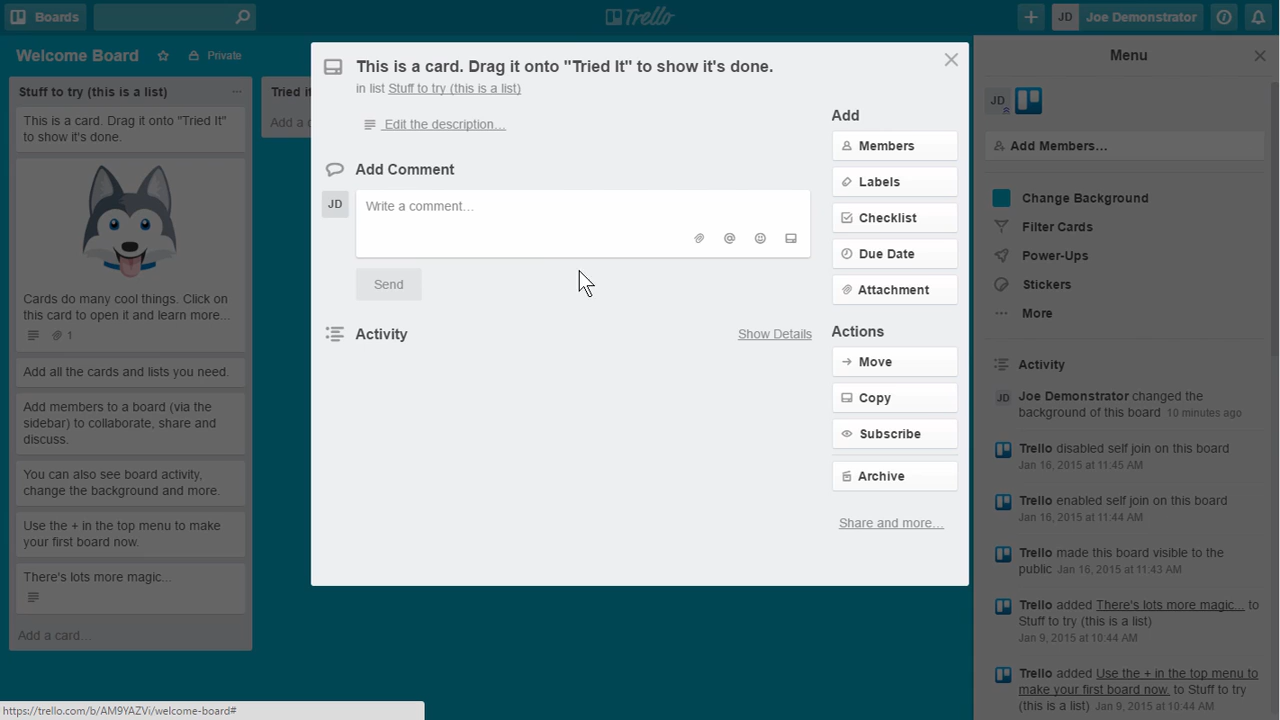 Boards
Trello
JD Joe Demonstrator
Welcome Board
Private
Stuff to try (this is a list)
This is a card. Drag it onto "Tried It"
to show it's done.
Cards do many cool things. Click on
this card to open it and learn more...
1
Add all the cards and lists you need.
Add members to a board (via the
sidebar) to collaborate, share and
discuss.
You can also see board activity,
change the background and more.
Use the + in the top menu to make
your first board now.
There's lots more magic...
Add a card…
Tried it
Add a c
This is a card. Drag it onto "Tried It" to show it's done.
in list Stuff to try (this is a list)
Edit the description…
Add Comment
JD
Write a comment…
@
Send
Activity
Show Details
Add
Members
Labels
Checklist
Due Date
Attachment
Actions
Move
Copy
Subscribe
Archive
Share and more…
Menu
JD
Add Members…
Change Background
Filter Cards
Power-Ups
Stickers
More
Activity
JD
Joe Demonstrator changed the
background of this board 10 minutes ago
Trello disabled self join on this board
Jan 16, 2015 at 11:45 AM
Trello enabled self join on this board
Jan 16, 2015 at 11:44 AM
Trello made this board visible to the
public Jan 16, 2015 at 11:43 AM
Trello added There's lots more magic... to
Stuff to try (this is a list)
Jan 9, 2015 at 10:44 AM
Trello added Use the + in the top menu to
make your first board now. to Stuff to try
(this is a list) Jan 9, 2015 at 10:44 AM
https://trello.com/b/AM9YAZVi/welcome-board#